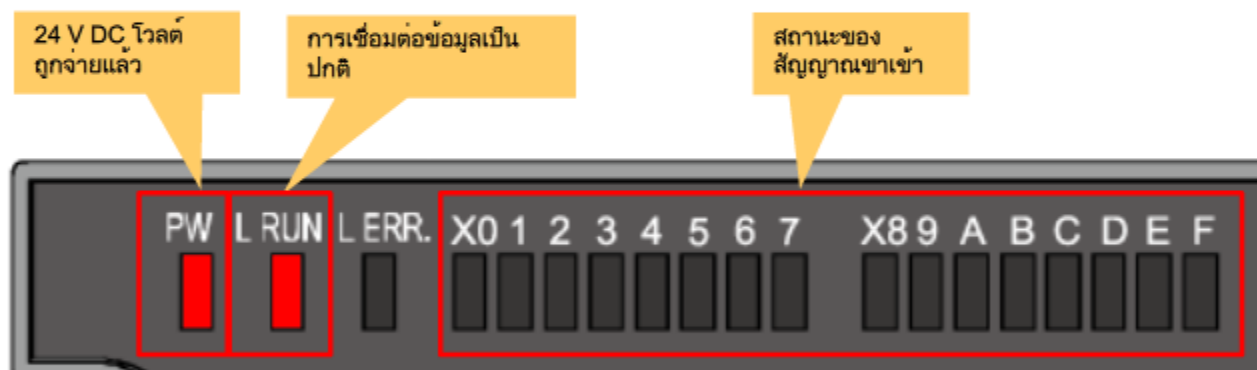 24 V DC โวลต์
ถูกจ่ายแล้ว
การเชื่อมต่อข้อมูลเป็น
ปกติ
สถานะของ
สัญญาณขาเข้า
PW L RUN L ERR. X0 1 2 3 4 5 6 7 X8 9 A B C D E F